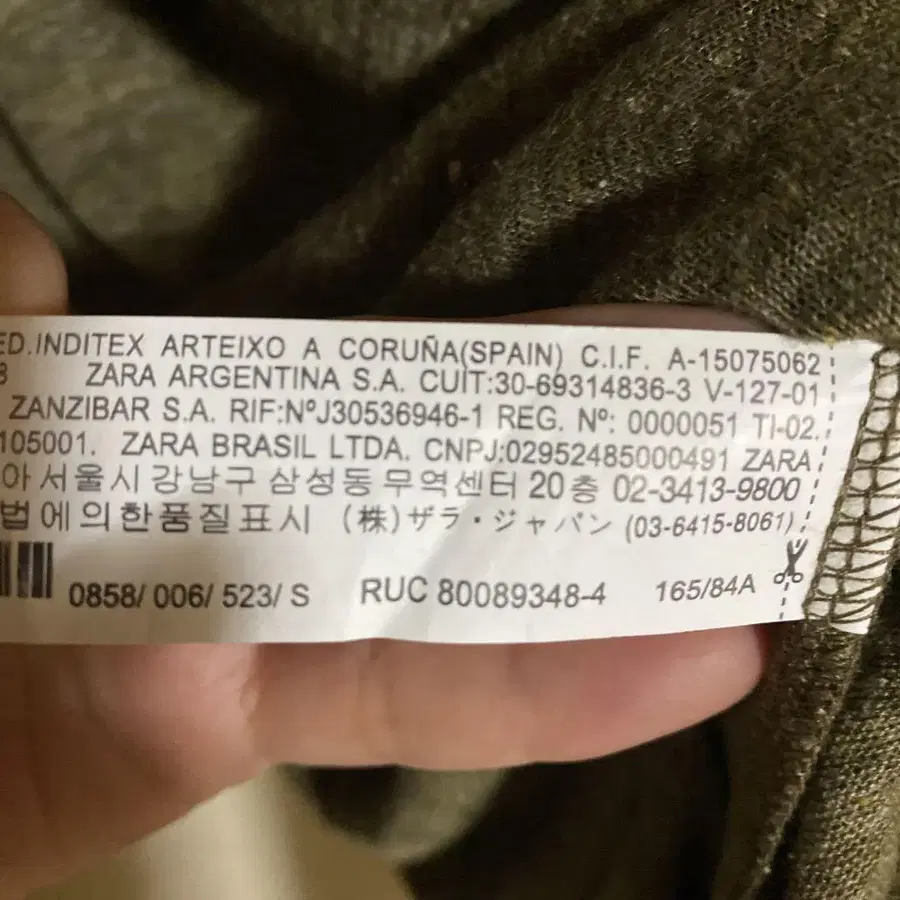 ED.INDITEX ARTEIXO A CORUÑA(SPAIN) C.I.F. A-15075062
ZARA ARGENTINA S.A. CUIT:30-69314836-3 V-127-01
ZANZIBAR S.A. RIF:NºJ30536946-1 REG. Nº: 0000051 TI-02.
105001. ZARA BRASIL LTDA. CNPJ:02952485000491 ZARA
아 서울시 강남구 삼성동 무역센터 20층 02-3413-9800
법 에의한품질표시 (株)ザラ・ジャパン (03-6415-8061)
0858/ 006/ 523/ S RUC 80089348-4 165/84A